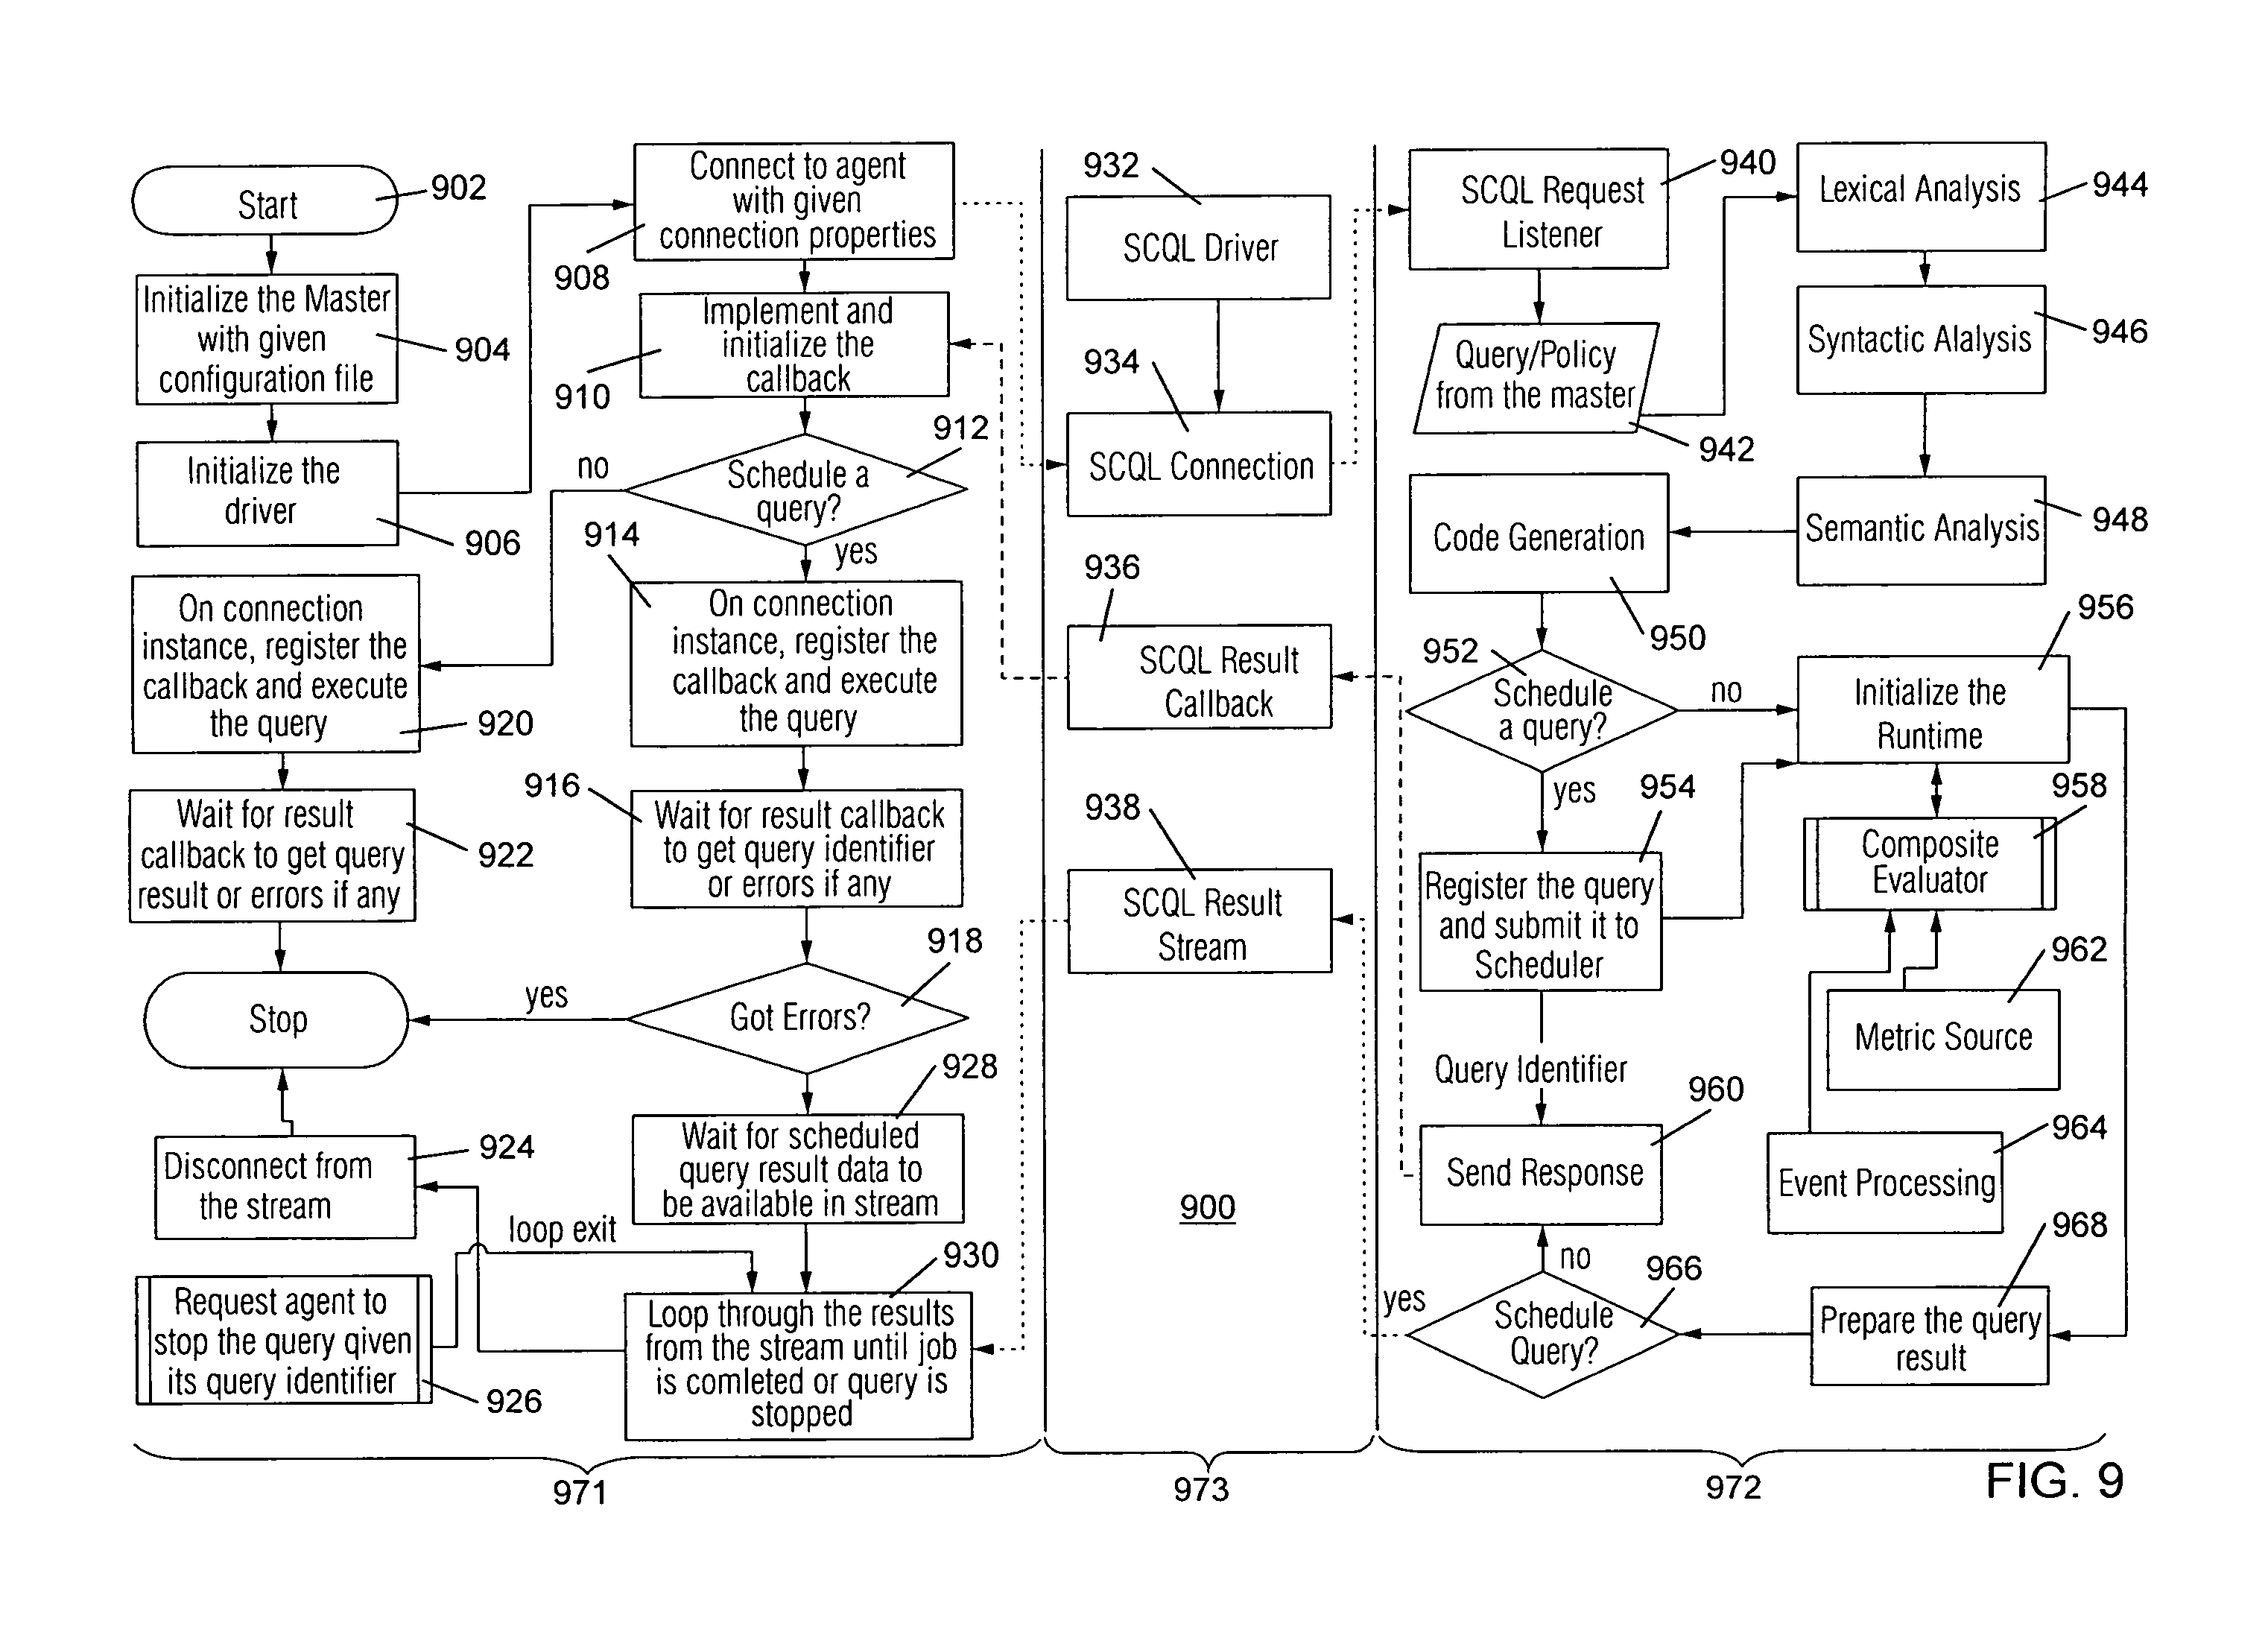 Start
902
Initialize the Master
with given
configuration file
904
Initialize the
driver
906
On connection
instance, register the
callback and execute
the query
920
Wait for result
callback to get query
result or errors if any
922
Stop
Disconnect from
the stream
924
Request agent to
stop the query qiven
its query identifier
926
loop exit
Connect to agent
with given
connection properties
908
Implement and
initialize the
callback
910
912
Schedule a
query?
no
yes
914
On connection
instance, register the
callback and execute
the query
916
Wait for result callback
to get query identifier
or errors if any
918
Got Errors?
yes
928
Wait for scheduled
query result data to
be available in stream
930
Loop through the results
from the stream until job
is comleted or query is
stopped
971
932
SCQL Driver
934
SCQL Connection
936
SCQL Result
Callback
938
SCQL Result
Stream
900
973
SCQL Request
Listener
940
Query/Policy
from the master
942
Lexical Analysis
944
Syntactic Alalysis
946
Semantic Analysis
948
Code Generation
950
952
Schedule
a query?
no
yes
956
Initialize the
Runtime
954
Register the query
and submit it to
Scheduler
958
Composite
Evaluator
962
Metric Source
964
Event Processing
Query Identifier
960
Send Response
no
966
Schedule
Query?
yes
968
Prepare the query
result
972
FIG. 9